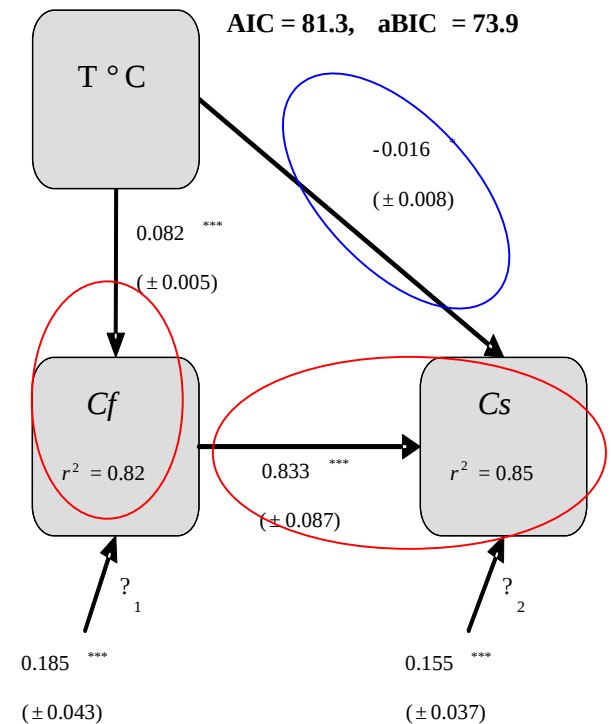 AIC = 81.3, aBIC = 73.9
T ° C
-0.016 *
(± 0.008)
0.082 ***
(± 0.005)
Cf
r² = 0.82
Cs
r² = 0.85
0.833 ***
(± 0.087)
? 1
? 2
0.185 ***
(± 0.043)
0.155 ***
(± 0.037)